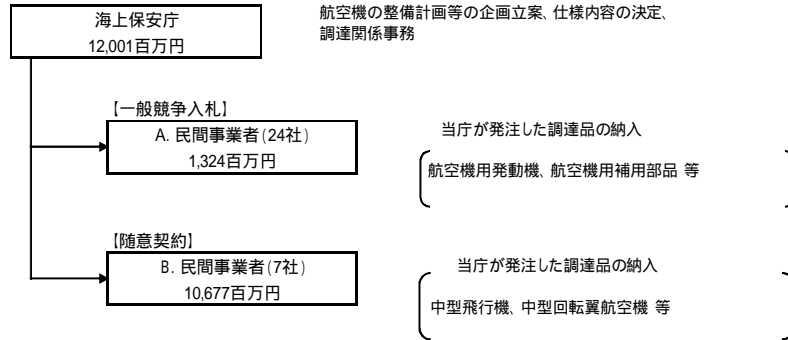 海上保安庁
12,001百万円
航空機の整備計画等の企画立案、仕様内容の決定、
調達関係事務
【一般競争入札】
A. 民間事業者(24社)
1,324百万円
当庁が発注した調達品の納入
航空機用発動機、航空機用補用部品 等
【随意契約】
B. 民間事業者(7社)
10,677百万円
当庁が発注した調達品の納入
中型飛行機、中型回転翼航空機 等